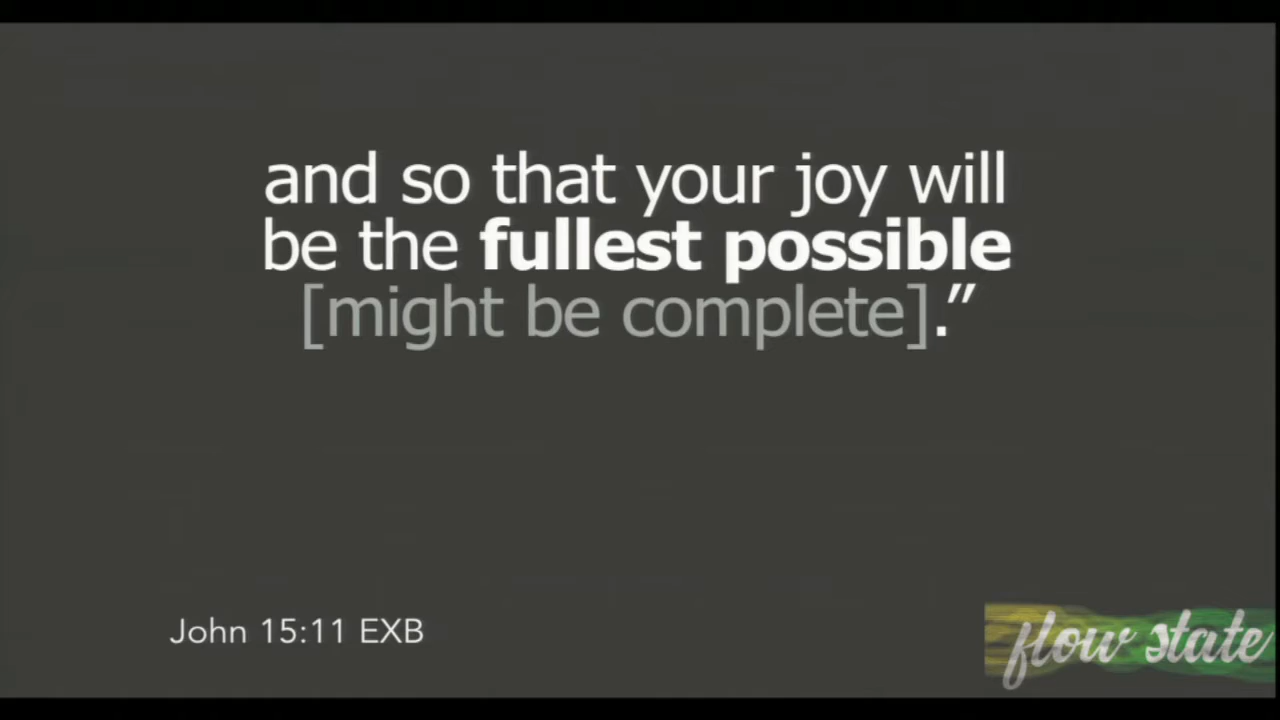 and so that your joy will
be the fullest possible
[might be complete].”
John 15:11 EXB
flow state